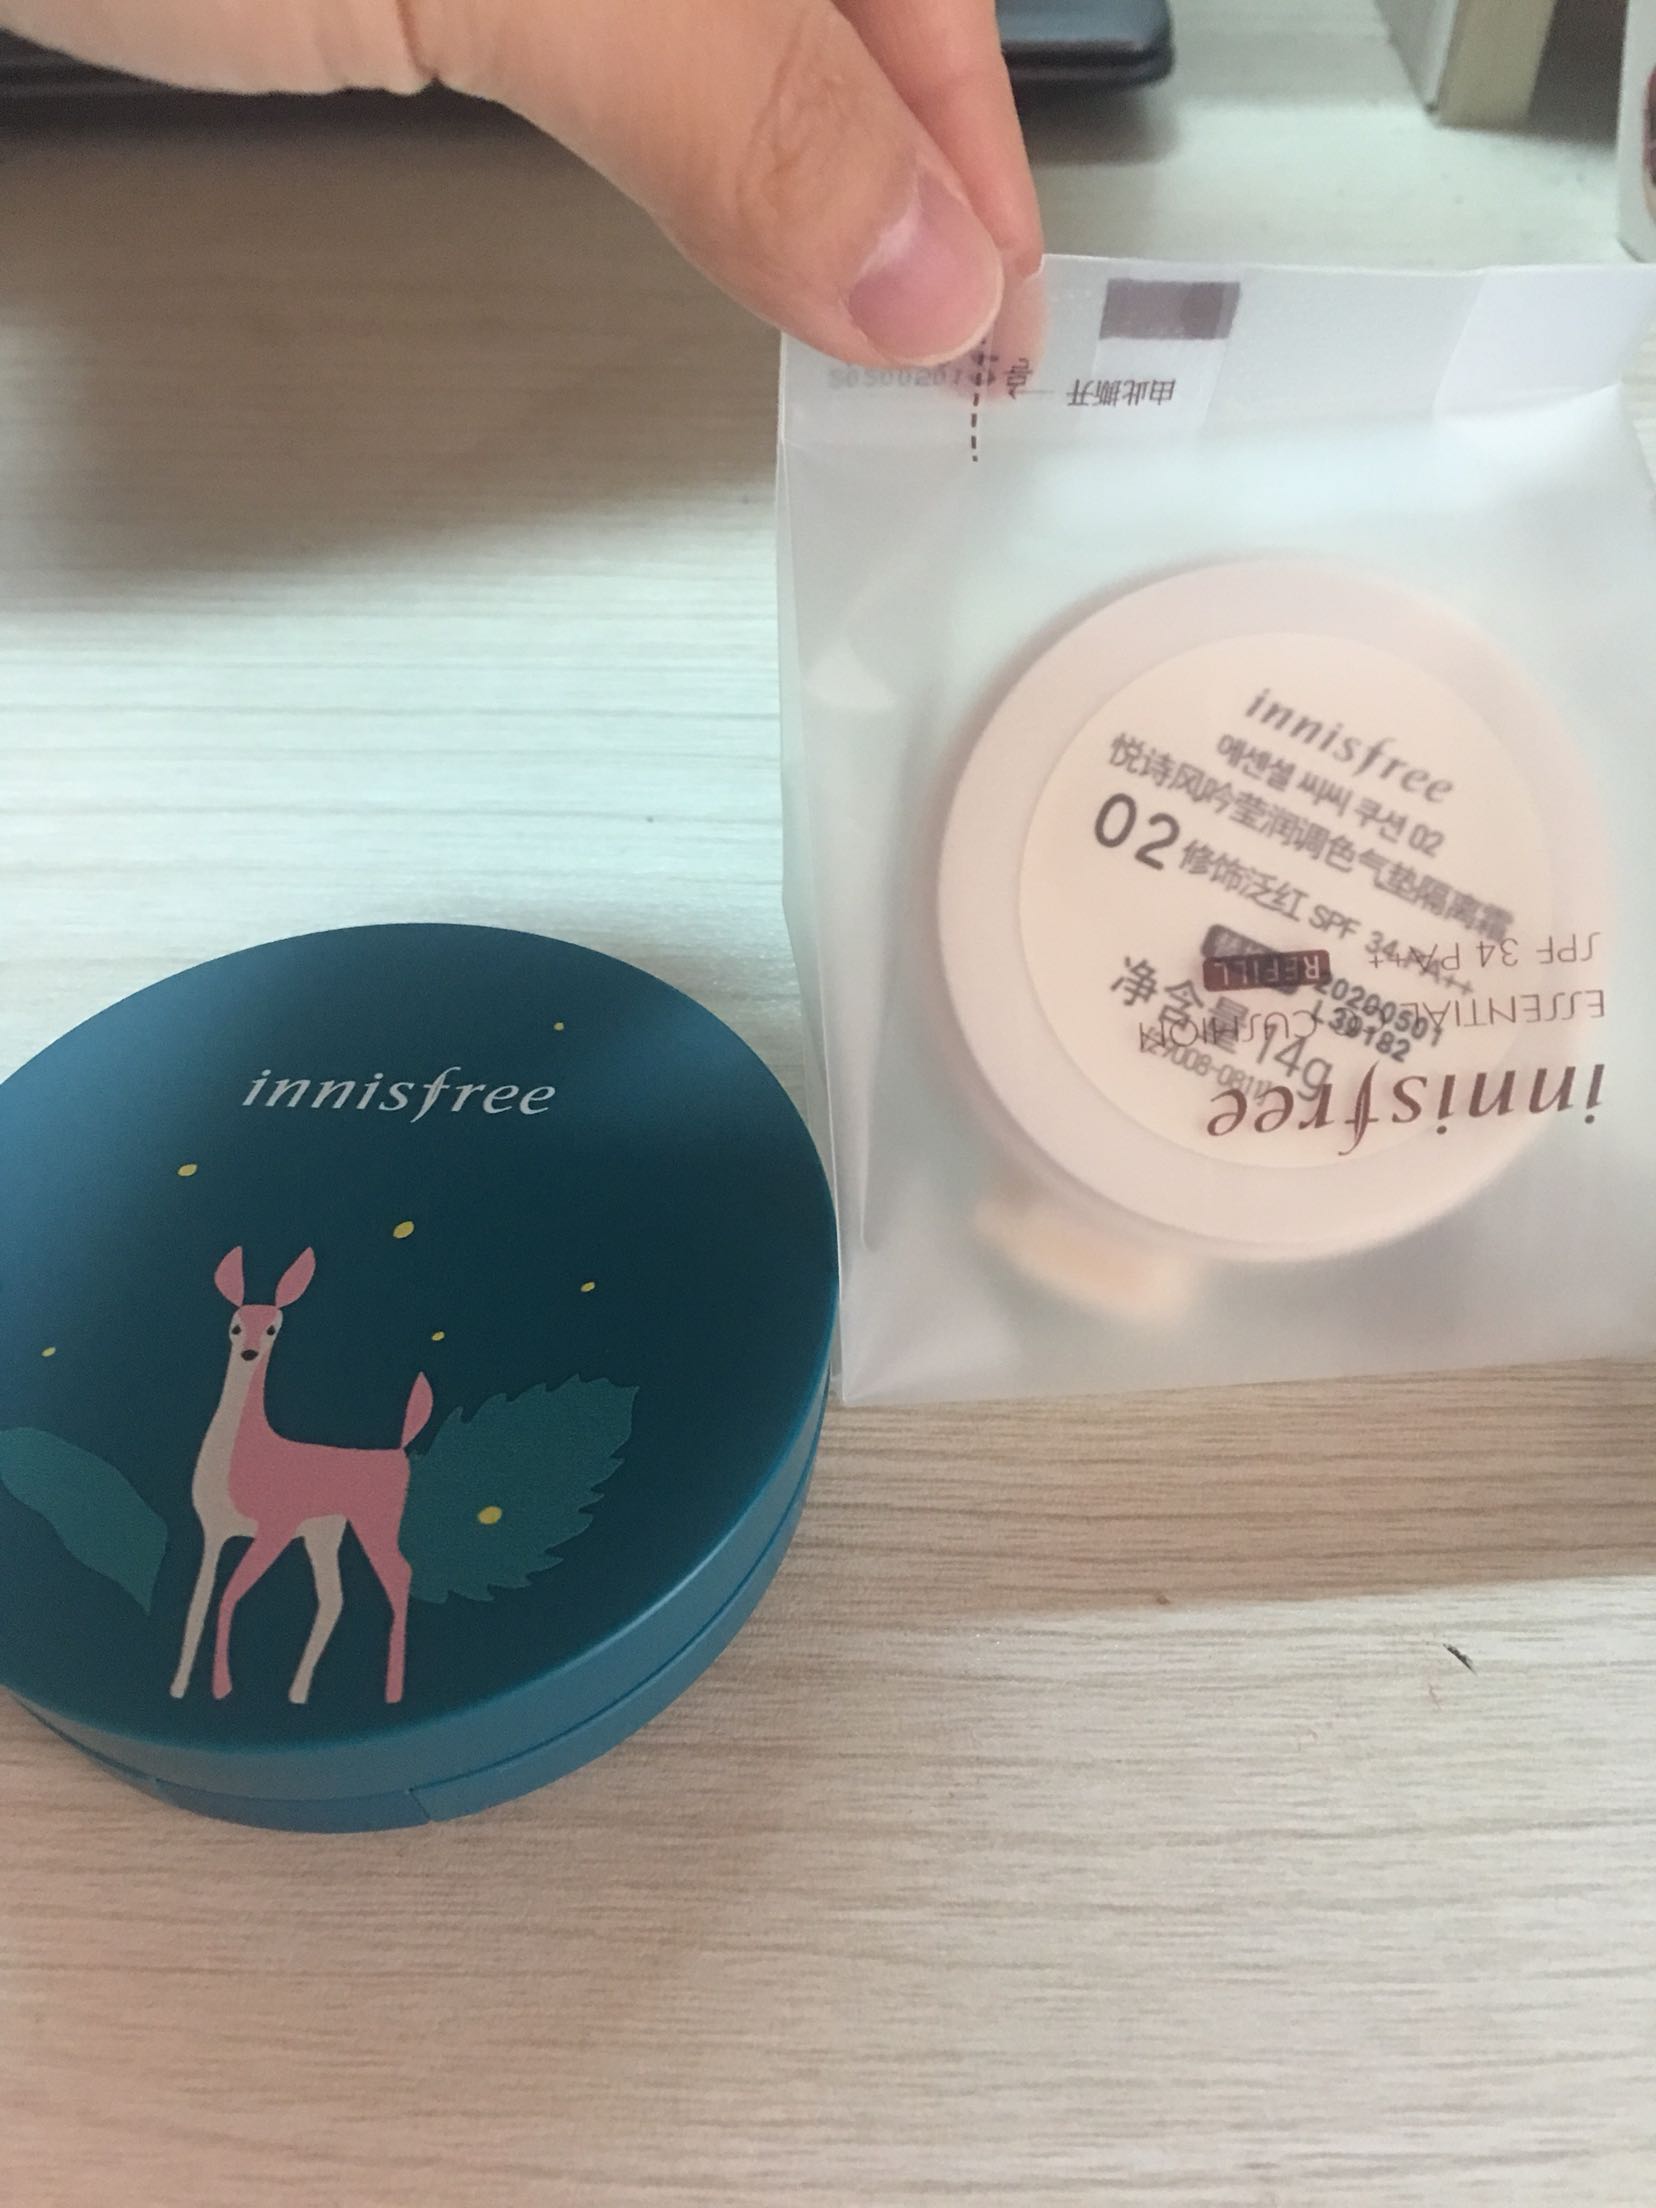 innisfree
由此撕开
innisfree
에센셜 씨씨 쿠션 02
悦诗风吟莹润调色气垫隔离霜
02 修饰泛红 SPF 34 PA++
净含量 14g
20200501
L39182
innisfree
ESSENTIAL CUSHION
SPF 34 PA++
REFILL